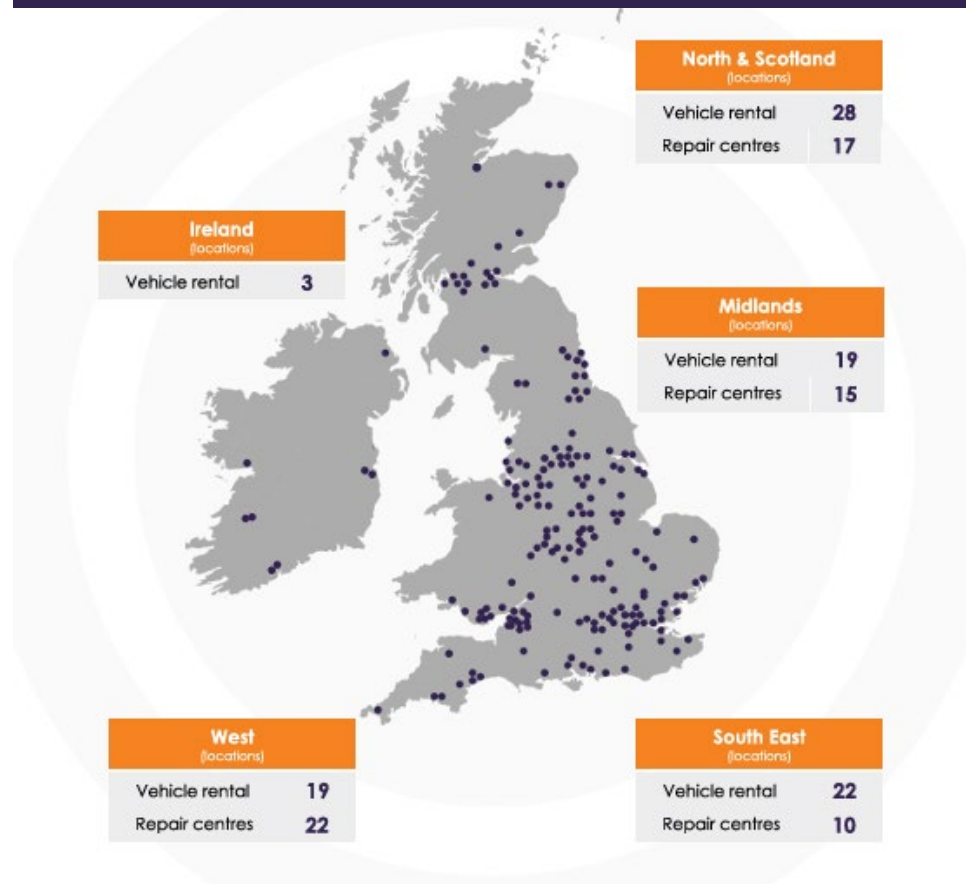 North & Scotland
(locations)
Vehicle rental 28
Repair centres 17
Ireland
(locations)
Vehicle rental 3
Midlands
(locations)
Vehicle rental 19
Repair centres 15
West
(locations)
Vehicle rental 19
Repair centres 22
South East
(locations)
Vehicle rental 22
Repair centres 10